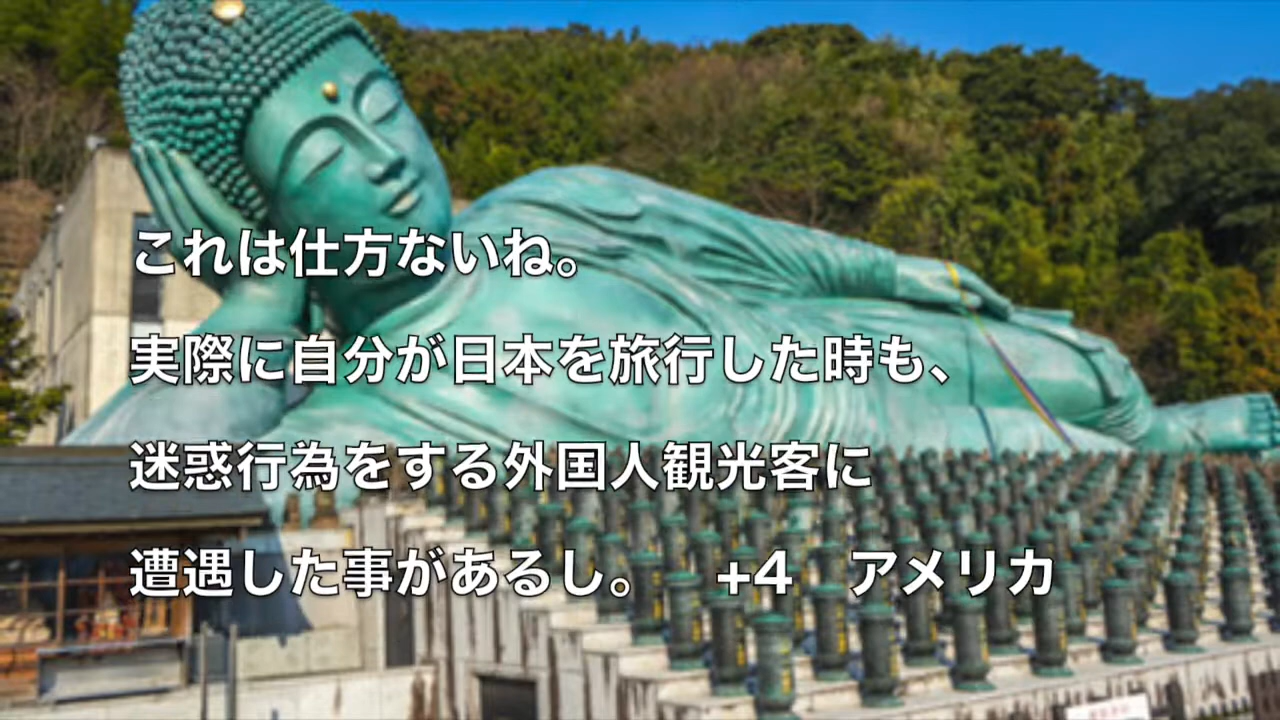 これは仕方ないね。
実際に自分が日本を旅行した時も、
迷惑行為をする外国人観光客に
遭遇した事があるし。　+4　アメリカ